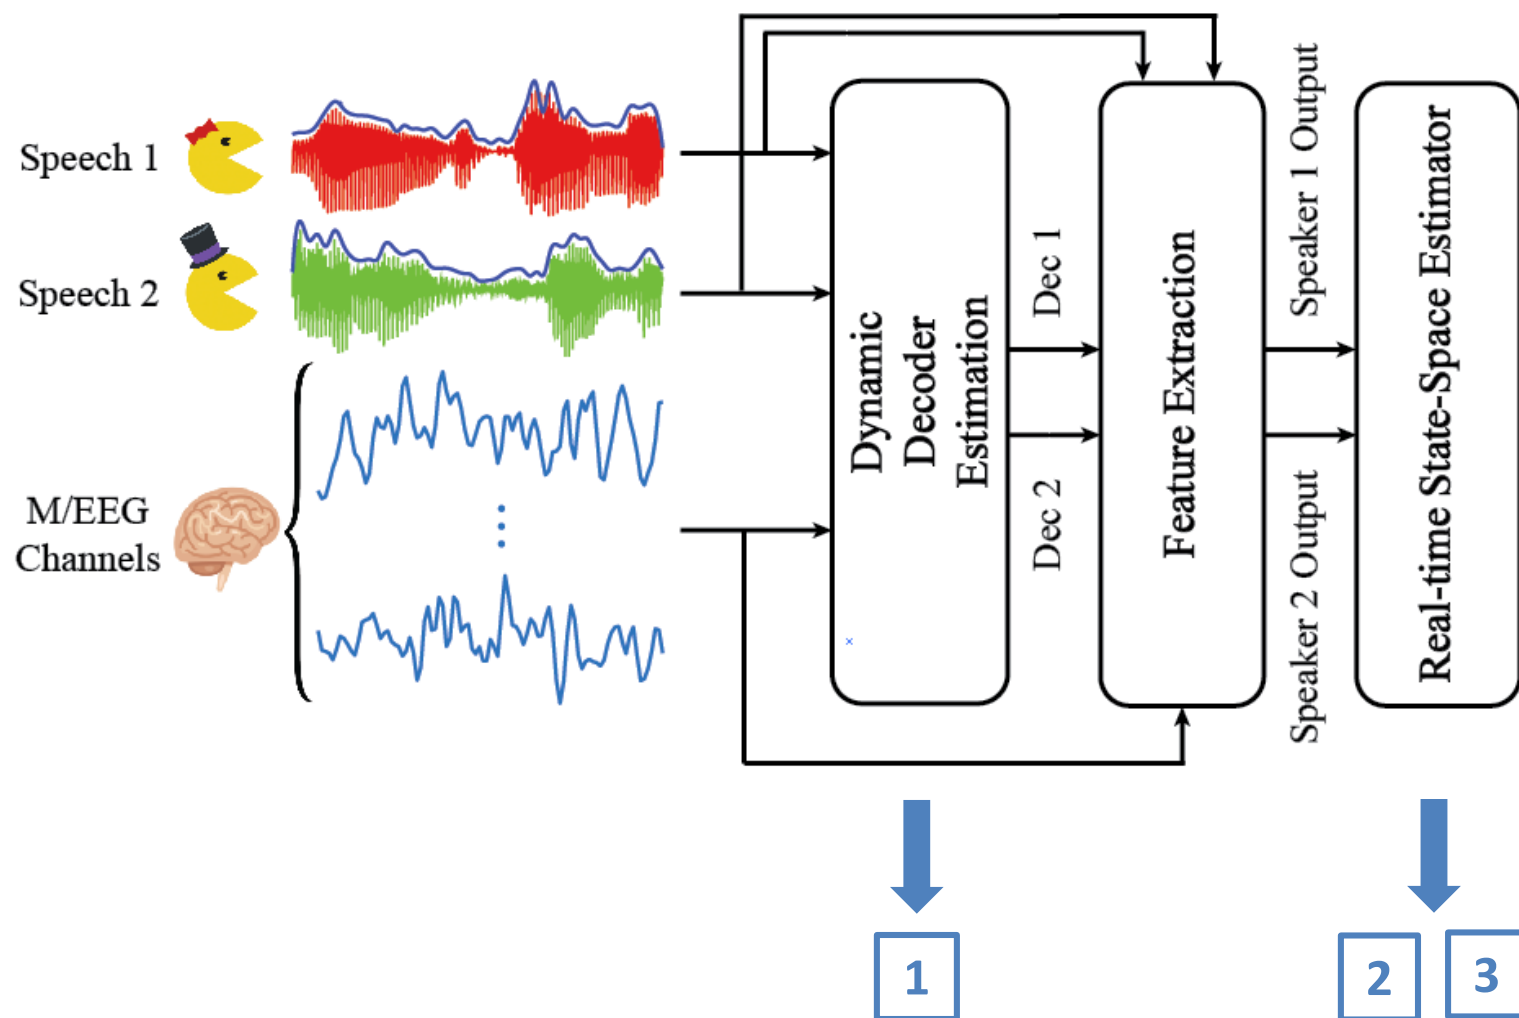 Speech 1
Speech 2
M/EEG
Channels
Dynamic
Decoder
Estimation
Dec 1
Dec 2
Feature Extraction
Speaker 1 Output
Speaker 2 Output
Real-time State-Space Estimator
1
2
3